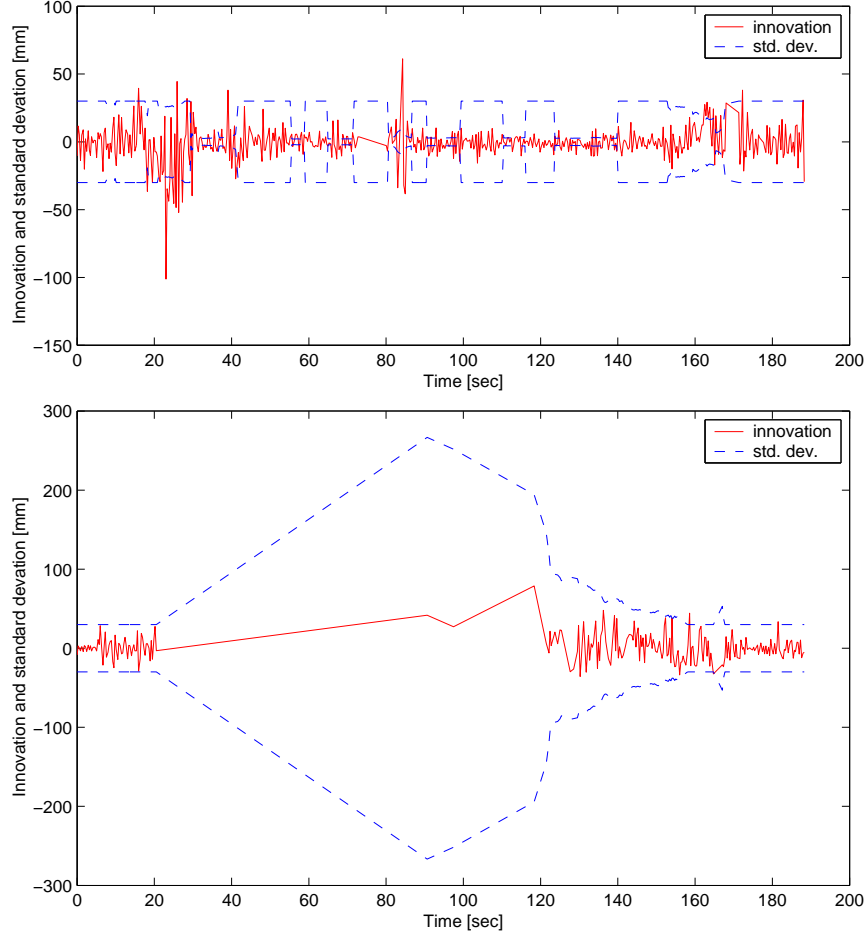 100
50
0
−50
−100
−150
Innovation and standard devation [mm]
innovation
std. dev.
0 20 40 60 80 100 120 140 160 180 200
Time [sec]
300
200
100
0
−100
−200
−300
Innovation and standard devation [mm]
innovation
std. dev.
0 20 40 60 80 100 120 140 160 180 200
Time [sec]